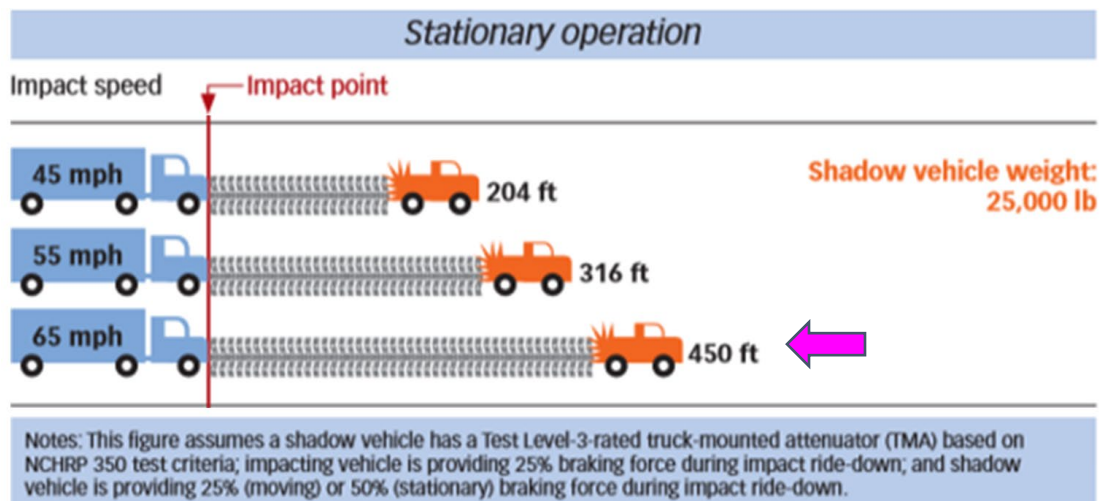 Stationary operation
Impact speed
Impact point
45 mph
204 ft
Shadow vehicle weight:
25,000 lb
55 mph
316 ft
65 mph
450 ft
Notes: This figure assumes a shadow vehicle has a Test Level-3-rated truck-mounted attenuator (TMA) based on
NCHRP 350 test criteria; impacting vehicle is providing 25% braking force during impact ride-down; and shadow
vehicle is providing 25% (moving) or 50% (stationary) braking force during impact ride-down.